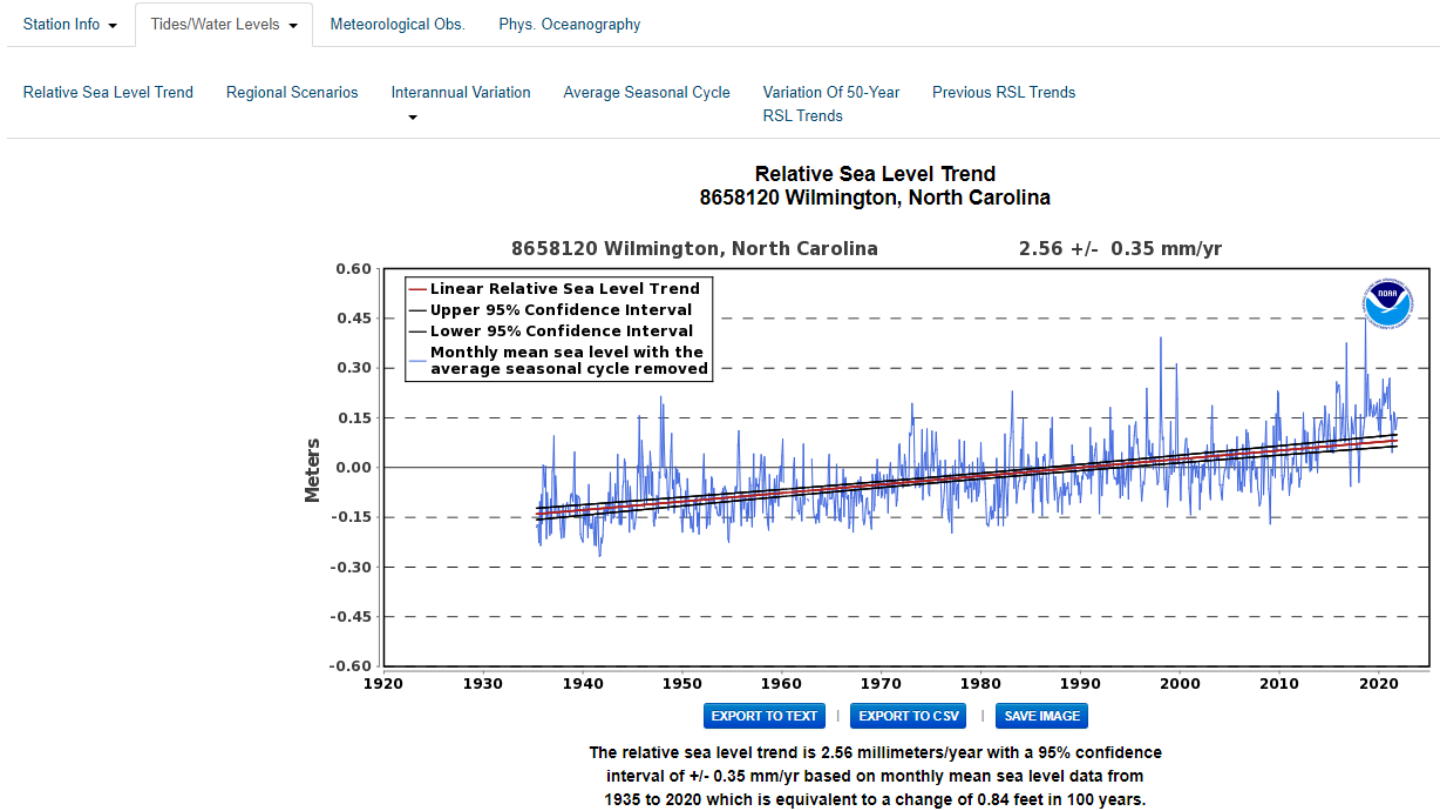 Station Info
Tides/Water Levels
Meteorological Obs.
Phys. Oceanography
Relative Sea Level Trend
Regional Scenarios
Interannual Variation
Average Seasonal Cycle
Variation Of 50-Year
RSL Trends
Previous RSL Trends
Relative Sea Level Trend
8658120 Wilmington, North Carolina
8658120 Wilmington, North Carolina 2.56 +/- 0.35 mm/yr
Linear Relative Sea Level Trend
Upper 95% Confidence Interval
Lower 95% Confidence Interval
Monthly mean sea level with the
average seasonal cycle removed
NOAA
Meters
0.60
0.45
0.30
0.15
0.00
-0.15
-0.30
-0.45
-0.60
1920 1930 1940 1950 1960 1970 1980 1990 2000 2010 2020
EXPORT TO TEXT | EXPORT TO CSV | SAVE IMAGE
The relative sea level trend is 2.56 millimeters/year with a 95% confidence
interval of +/- 0.35 mm/yr based on monthly mean sea level data from
1935 to 2020 which is equivalent to a change of 0.84 feet in 100 years.